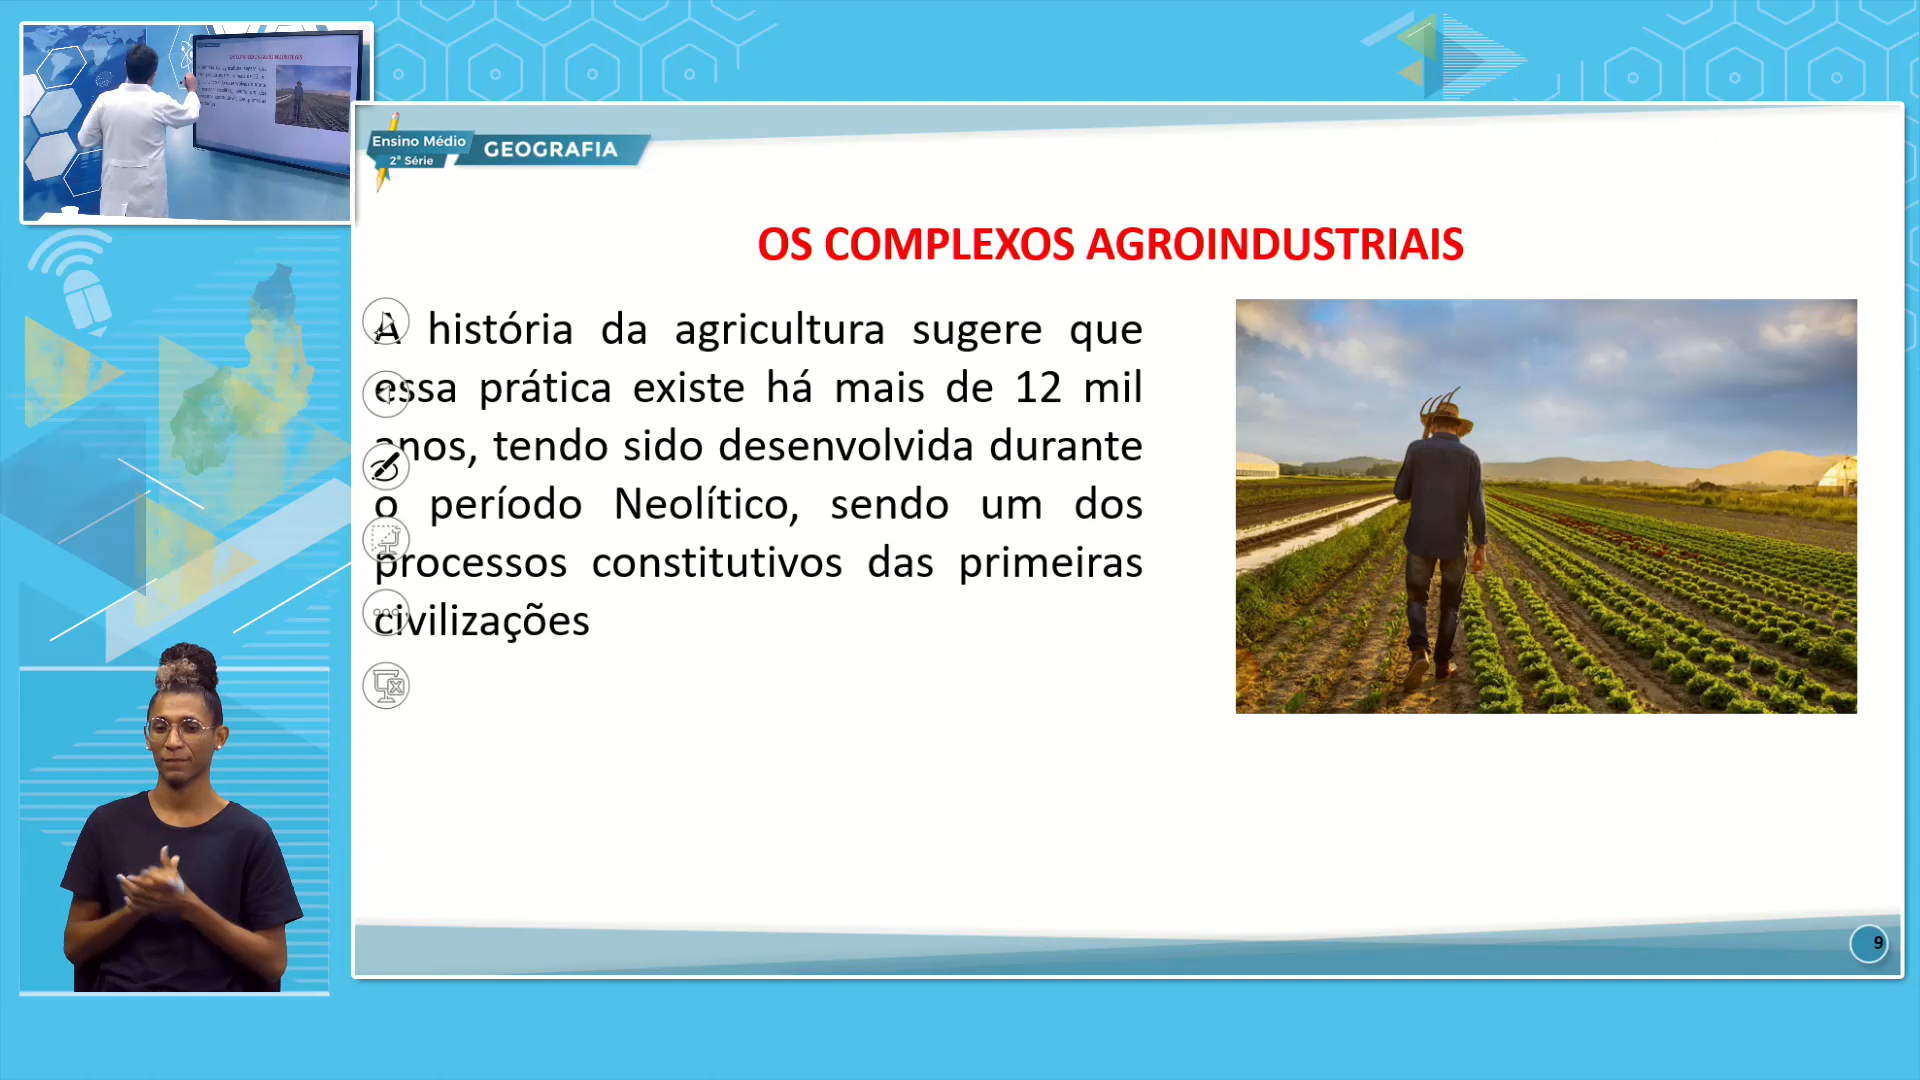 Ensino Médio
2ª Série
GEOGRAFIA
OS COMPLEXOS AGROINDUSTRIAIS
A história da agricultura sugere que
essa prática existe há mais de 12 mil
anos, tendo sido desenvolvida durante
o período Neolítico, sendo um dos
processos constitutivos das primeiras
civilizações
9